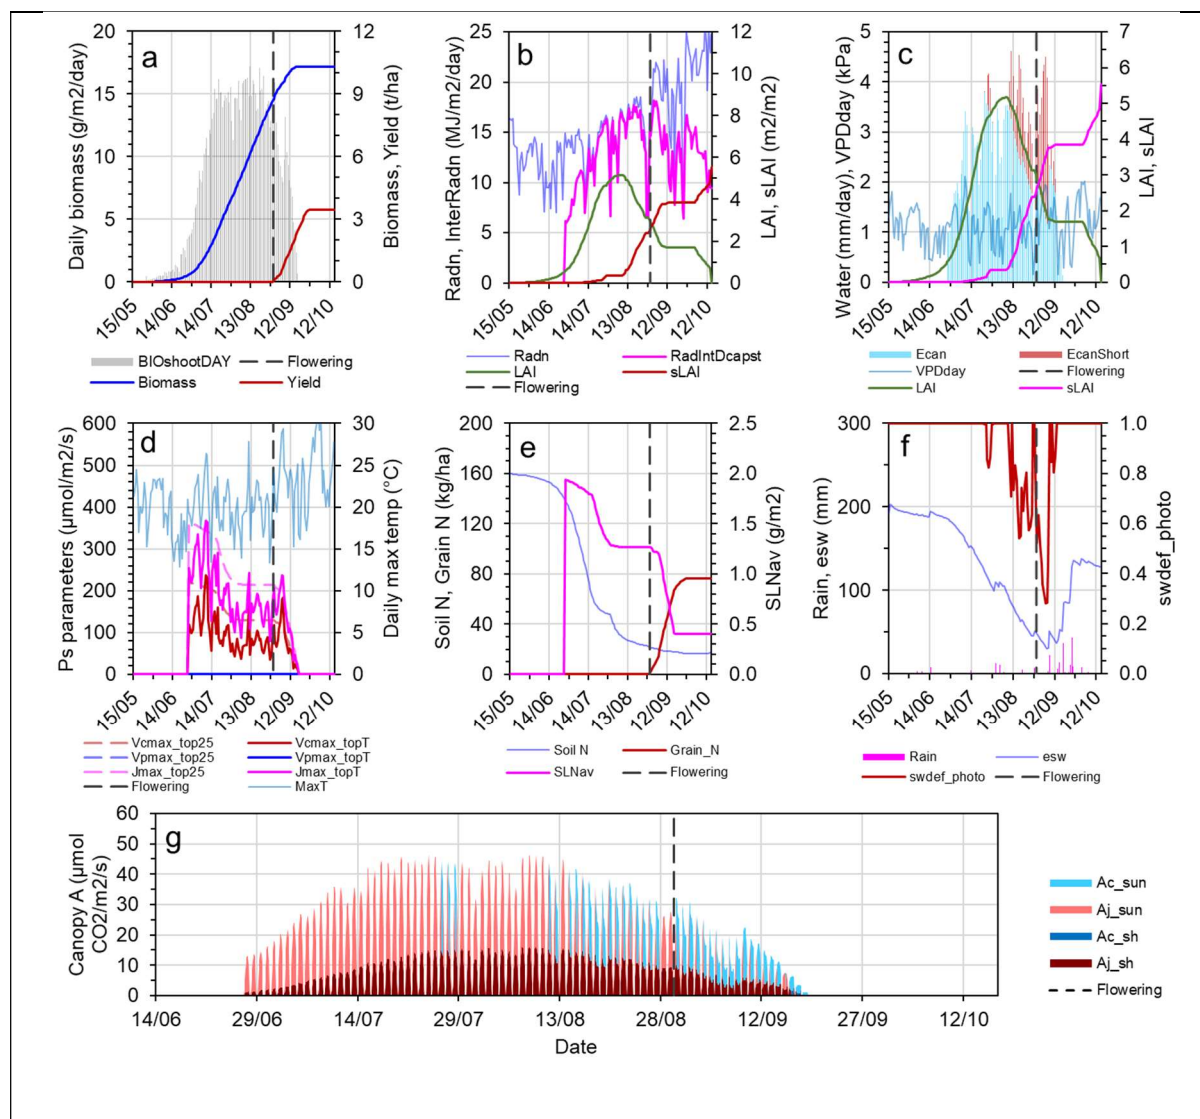 a
Daily biomass (g/m2/day)
20
15
10
5
0
12
9
6
3
0
Biomass, Yield (t/ha)
15/05
14/06
14/07
13/08
12/09
12/10
BIOshootDAY
Flowering
Biomass
Yield
b
Radn, InterRadn (MJ/m2/day)
25
20
15
10
5
0
12
10
8
6
4
2
0
LAI, sLAI (m2/m2)
15/05
14/06
14/07
13/08
12/09
12/10
Radn
RadIntDcapst
LAI
sLAI
Flowering
c
Water (mm/day), VPDday (kPa)
5
4
3
2
1
0
7
6
5
4
3
2
1
0
LAI, sLAI
15/05
14/06
14/07
13/08
12/09
12/10
Ecan
EcanShort
VPDday
Flowering
LAI
sLAI
d
Ps parameters (µmol/m2/s)
600
500
400
300
200
100
0
30
25
20
15
10
5
0
Daily max temp (°C)
15/05
14/06
14/07
13/08
12/09
12/10
Vcmax_top25
Vcmax_topT
Vpmax_top25
Vpmax_topT
Jmax_top25
Jmax_topT
Flowering
MaxT
e
Soil N, Grain N (kg/ha)
200
160
120
80
40
0
2.5
2.0
1.5
1.0
0.5
0.0
SLNav (g/m2)
15/05
14/06
14/07
13/08
12/09
12/10
Soil N
Grain_N
SLNav
Flowering
f
Rain, esw (mm)
300
200
100
0
1.0
0.8
0.6
0.4
0.2
0.0
swdef_photo
15/05
14/06
14/07
13/08
12/09
12/10
Rain
esw
swdef_photo
Flowering
g
Canopy A (µmol
CO2/m2/s)
60
50
40
30
20
10
0
14/06
29/06
14/07
29/07
13/08
28/08
12/09
27/09
12/10
Date
Ac_sun
Aj_sun
Ac_sh
Aj_sh
Flowering